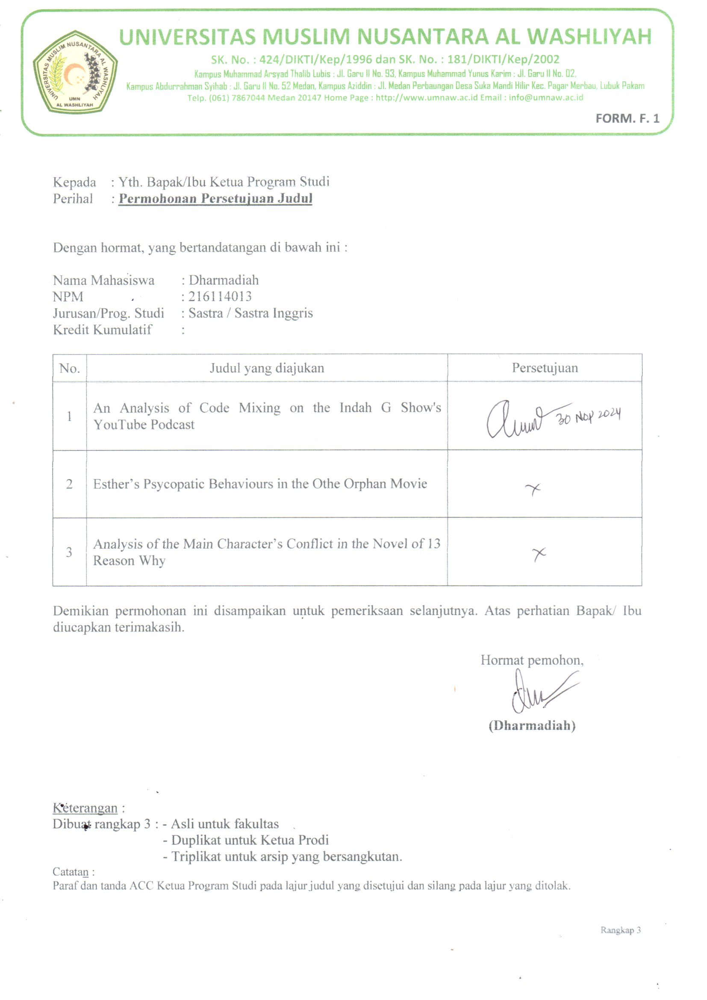 UNIVERSITAS MUSLIM NUSANTARA AL WASHLIYAH
UMN
AL WASHLIYAH
UNIVERSITAS MUSLIM NUSANTARA AL WASHLIYAH
SK. No. : 424/DIKTI/Kep/1996 dan SK. No. : 181/DIKTI/Kep/2002
Kampus Muhammad Arsyad Thalib Lubis : Jl. Garu II No. 93, Kampus Muhammad Yunus Karim : Jl. Garu II No. 02,
Kampus Abdurrahman Syihab : Jl. Garu II No. 52 Medan, Kampus Aziddin : Jl. Medan Perbaungan Desa Suka Mandi Hilir Kec. Pagar Merbau, Lubuk Pakam
Telp. (061) 7867044 Medan 20147 Home Page : http://www.umnaw.ac.id Email : info@umnaw.ac.id
FORM. F. 1
Kepada : Yth. Bapak/Ibu Ketua Program Studi
Perihal : Permohonan Persetujuan Judul
Dengan hormat, yang bertandatangan di bawah ini :
Nama Mahasiswa : Dharmadiah
NPM : 216114013
Jurusan/Prog. Studi : Sastra / Sastra Inggris
Kredit Kumulatif :
No. Judul yang diajukan Persetujuan
1 An Analysis of Code Mixing on the Indah G Show's
YouTube Podcast
30 Nop 2024
2 Esther’s Psycopatic Behaviours in the Othe Orphan Movie x
3 Analysis of the Main Character’s Conflict in the Novel of 13
Reason Why
x
Demikian permohonan ini disampaikan untuk pemeriksaan selanjutnya. Atas perhatian Bapak/ Ibu
diucapkan terimakasih.
Hormat pemohon,
(Dharmadiah)
Keterangan :
Dibuat rangkap 3 : - Asli untuk fakultas
- Duplikat untuk Ketua Prodi
- Triplikat untuk arsip yang bersangkutan.
Catatan :
Paraf dan tanda ACC Ketua Program Studi pada lajur judul yang disetujui dan silang pada lajur yang ditolak.
Rangkap 3